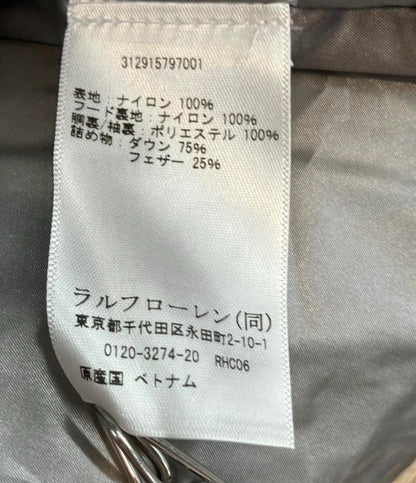 312915797001
表地：ナイロン 100%
フード裏地：ナイロン 100%
胴裏/袖裏：ポリエステル 100%
詰め物：ダウン 75%
フェザー 25%
ラルフローレン(同)
東京都千代田区永田町2-10-1
0120-3274-20 RHC06
原産国 ベトナム